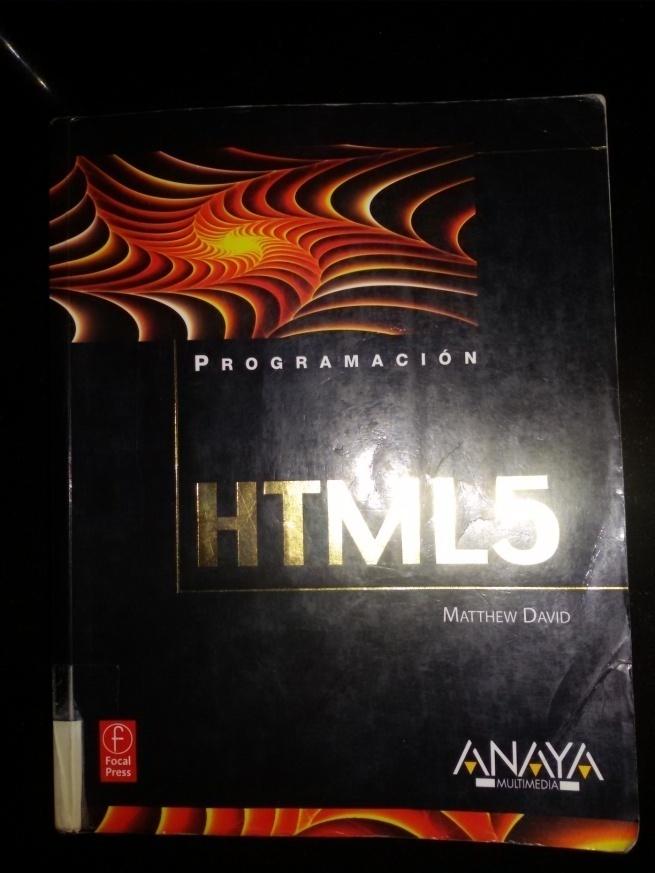 PROGRAMACIÓN
HTML5
MATTHEW DAVID
f
Focal
Press
ANAYA
MULTIMEDIA